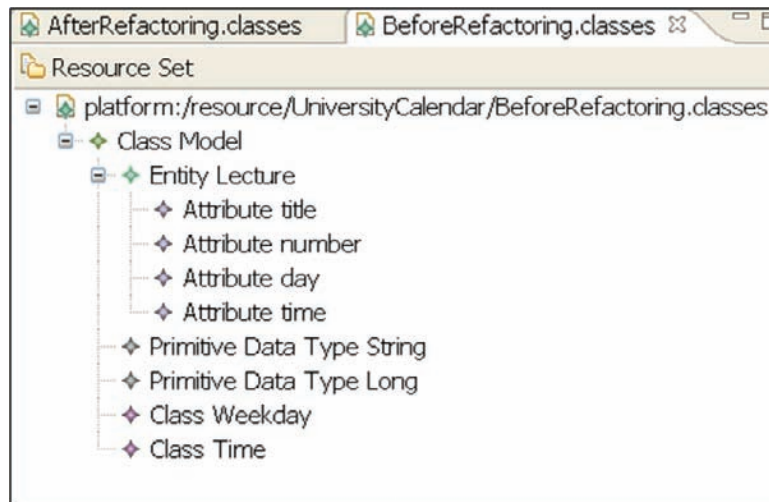 AfterRefactoring.classes BeforeRefactoring.classes
Resource Set
platform:/resource/UniversityCalendar/BeforeRefactoring.classes
Class Model
Entity Lecture
Attribute title
Attribute number
Attribute day
Attribute time
Primitive Data Type String
Primitive Data Type Long
Class Weekday
Class Time